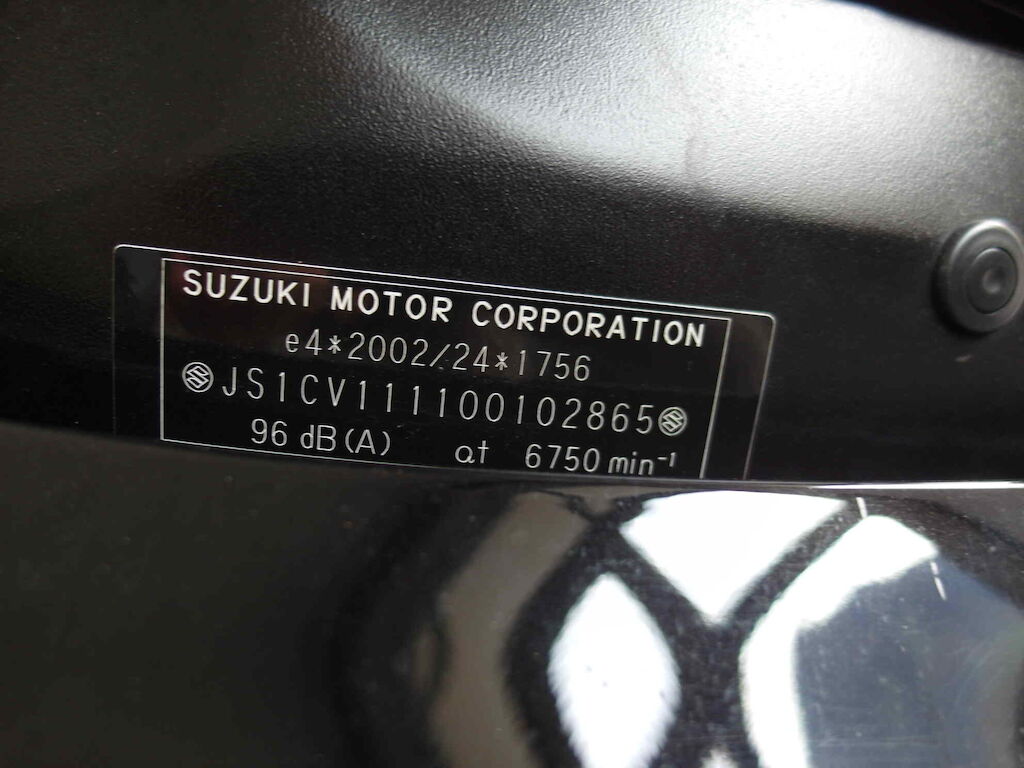 SUZUKI MOTOR CORPORATION
e4*2002/24*1756
JS1CV111100102865
96 dB(A) at 6750 min⁻¹